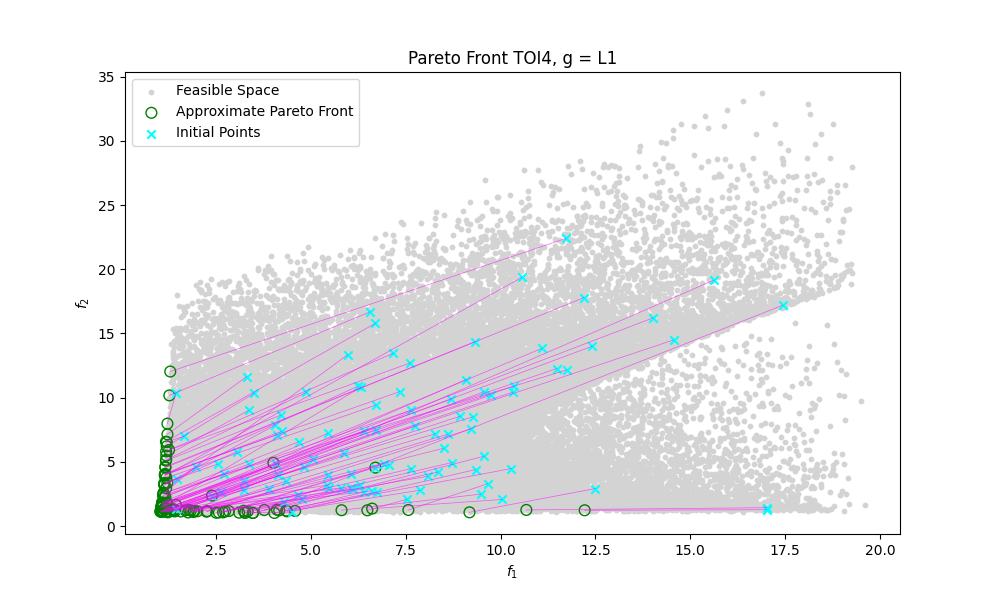 Pareto Front TOI4, g = L1
35
30
25
20
15
10
5
0
f₂
Feasible Space
Approximate Pareto Front
Initial Points
2.5 5.0 7.5 10.0 12.5 15.0 17.5 20.0
f₁